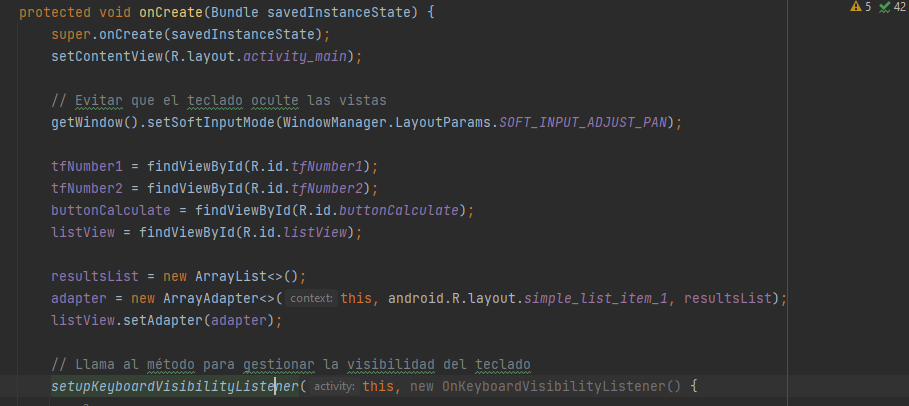 protected void onCreate(Bundle savedInstanceState) { 5 42
super.onCreate(savedInstanceState);
setContentView(R.layout.activity_main);
// Evitar que el teclado oculte las vistas
getWindow().setSoftInputMode(WindowManager.LayoutParams.SOFT_INPUT_ADJUST_PAN);
tfNumber1 = findViewById(R.id.tfNumber1);
tfNumber2 = findViewById(R.id.tfNumber2);
buttonCalculate = findViewById(R.id.buttonCalculate);
listView = findViewById(R.id.listView);
resultsList = new ArrayList<>();
adapter = new ArrayAdapter<>( context: this, android.R.layout.simple_list_item_1, resultsList);
listView.setAdapter(adapter);
// Llama al método para gestionar la visibilidad del teclado
setupKeyboardVisibilityListener( activity: this, new OnKeyboardVisibilityListener() {